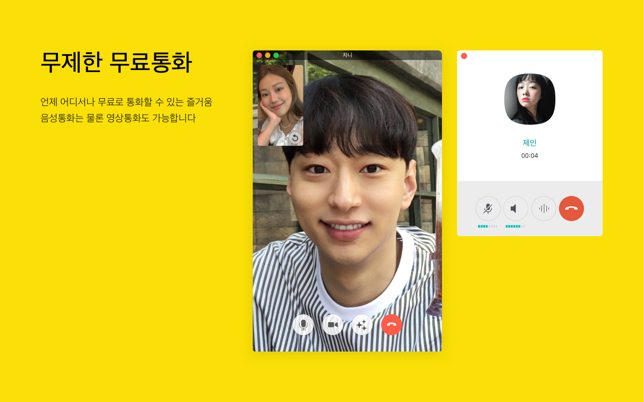 무제한 무료통화
언제 어디서나 무료로 통화할 수 있는 즐거움
음성통화는 물론 영상통화도 가능합니다
쟈니
제인
00:04